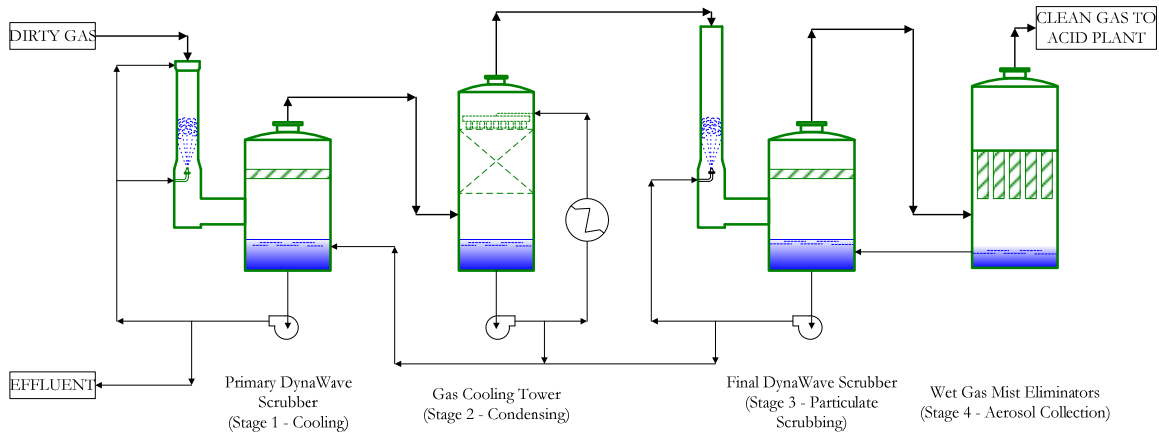 DIRTY GAS
CLEAN GAS TO
ACID PLANT
EFFLUENT
Primary DynaWave
Scrubber
(Stage 1 - Cooling)
Gas Cooling Tower
(Stage 2 - Condensing)
Final DynaWave Scrubber
(Stage 3 - Particulate
Scrubbing)
Wet Gas Mist Eliminators
(Stage 4 - Aerosol Collection)